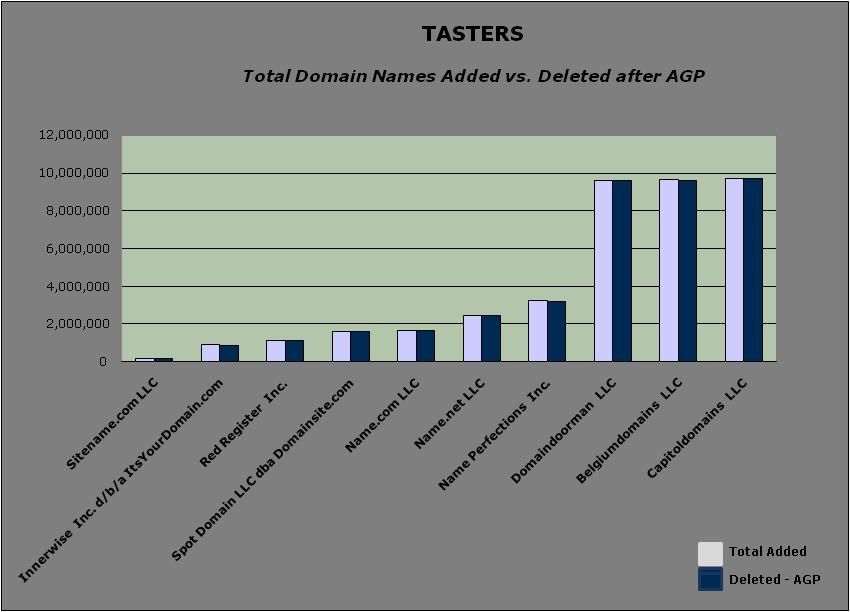 TASTERS
Total Domain Names Added vs. Deleted after AGP
12,000,000
10,000,000
8,000,000
6,000,000
4,000,000
2,000,000
0
Sitename.com LLC
Innerwise Inc. d/b/a ItsYourDomain.com
Red Register Inc.
Spot Domain LLC dba Domainsite.com
Name.com LLC
Name.net LLC
Name Perfections Inc.
Domaindoorman LLC
Belgiumdomains LLC
Capitoldomains LLC
Total Added
Deleted - AGP